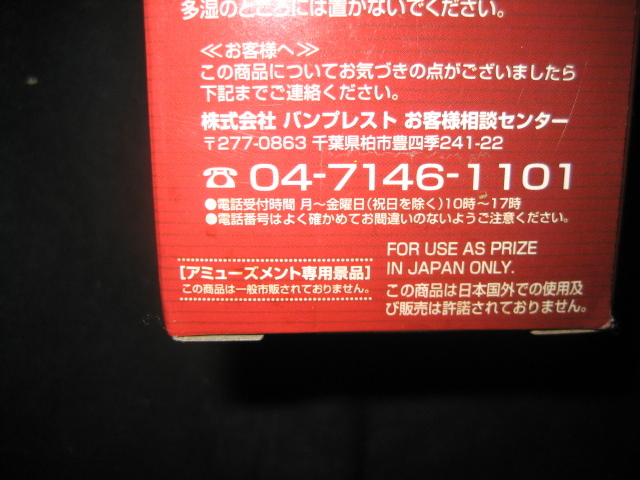 多湿のところには置かないでください。
≪お客様へ≫
この商品についてお気づきの点がございましたら
下記までご連絡ください。
株式会社 バンプレスト お客様相談センター
〒277-0863 千葉県柏市豊四季241-22
☎ 04-7146-1101
●電話受付時間 月～金曜日(祝日を除く)10時～17時
●電話番号はよく確かめてお間違いのないようご注意ください。
[アミューズメント専用景品]
この商品は一般市販されておりません。
FOR USE AS PRIZE
IN JAPAN ONLY.
この商品は日本国外での使用及
び販売は許諾されておりません。